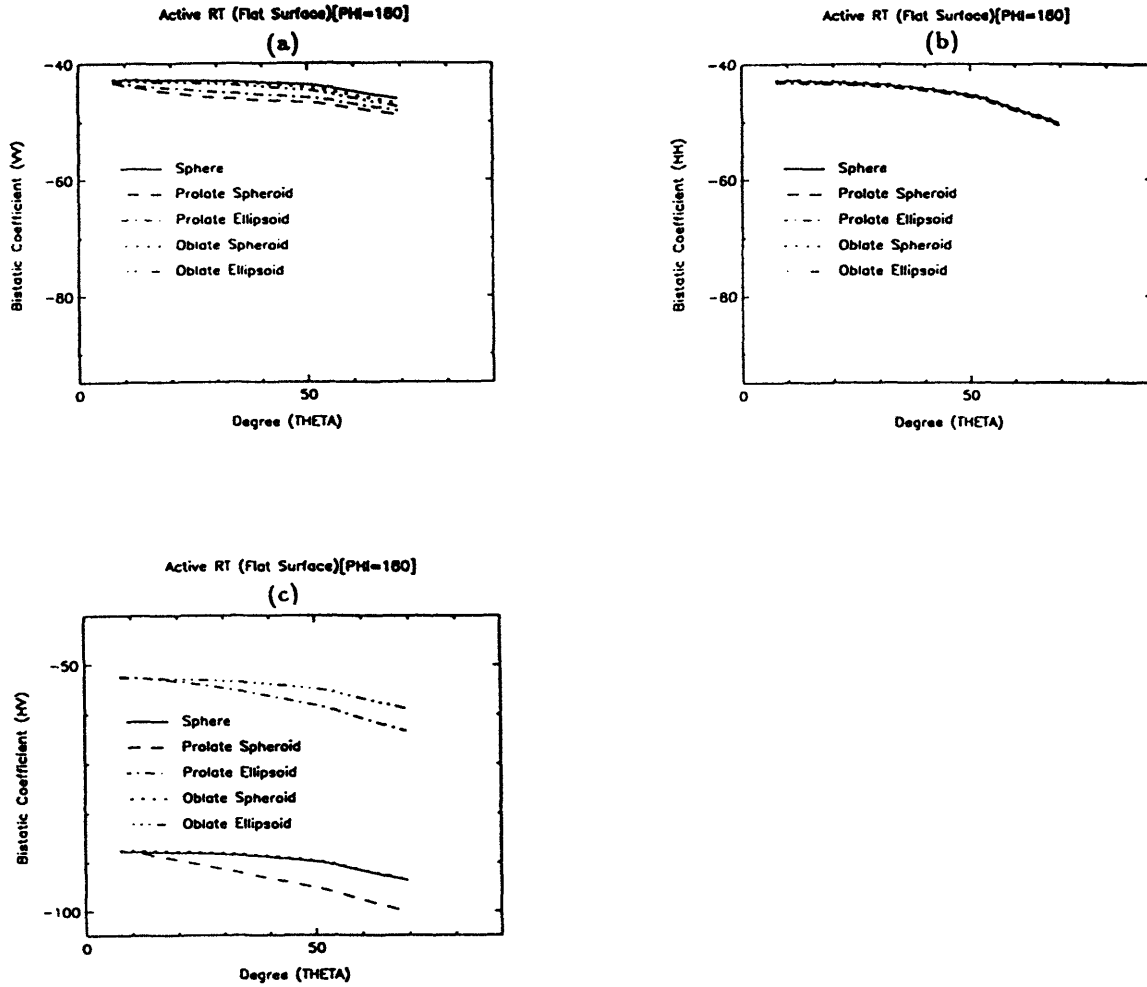 Active RT (Flat Surface)[PHI=180]
(a)
-40
-60
-80
0
50
Bistatic Coefficient (VV)
Degree (THETA)
Sphere
Prolate Spheroid
Prolate Ellipsoid
Oblate Spheroid
Oblate Ellipsoid
Active RT (Flat Surface)[PHI=180]
(b)
-40
-60
-80
0
50
Bistatic Coefficient (HH)
Degree (THETA)
Sphere
Prolate Spheroid
Prolate Ellipsoid
Oblate Spheroid
Oblate Ellipsoid
Active RT (Flat Surface)[PHI=180]
(c)
-50
-100
0
50
Bistatic Coefficient (HV)
Degree (THETA)
Sphere
Prolate Spheroid
Prolate Ellipsoid
Oblate Spheroid
Oblate Ellipsoid